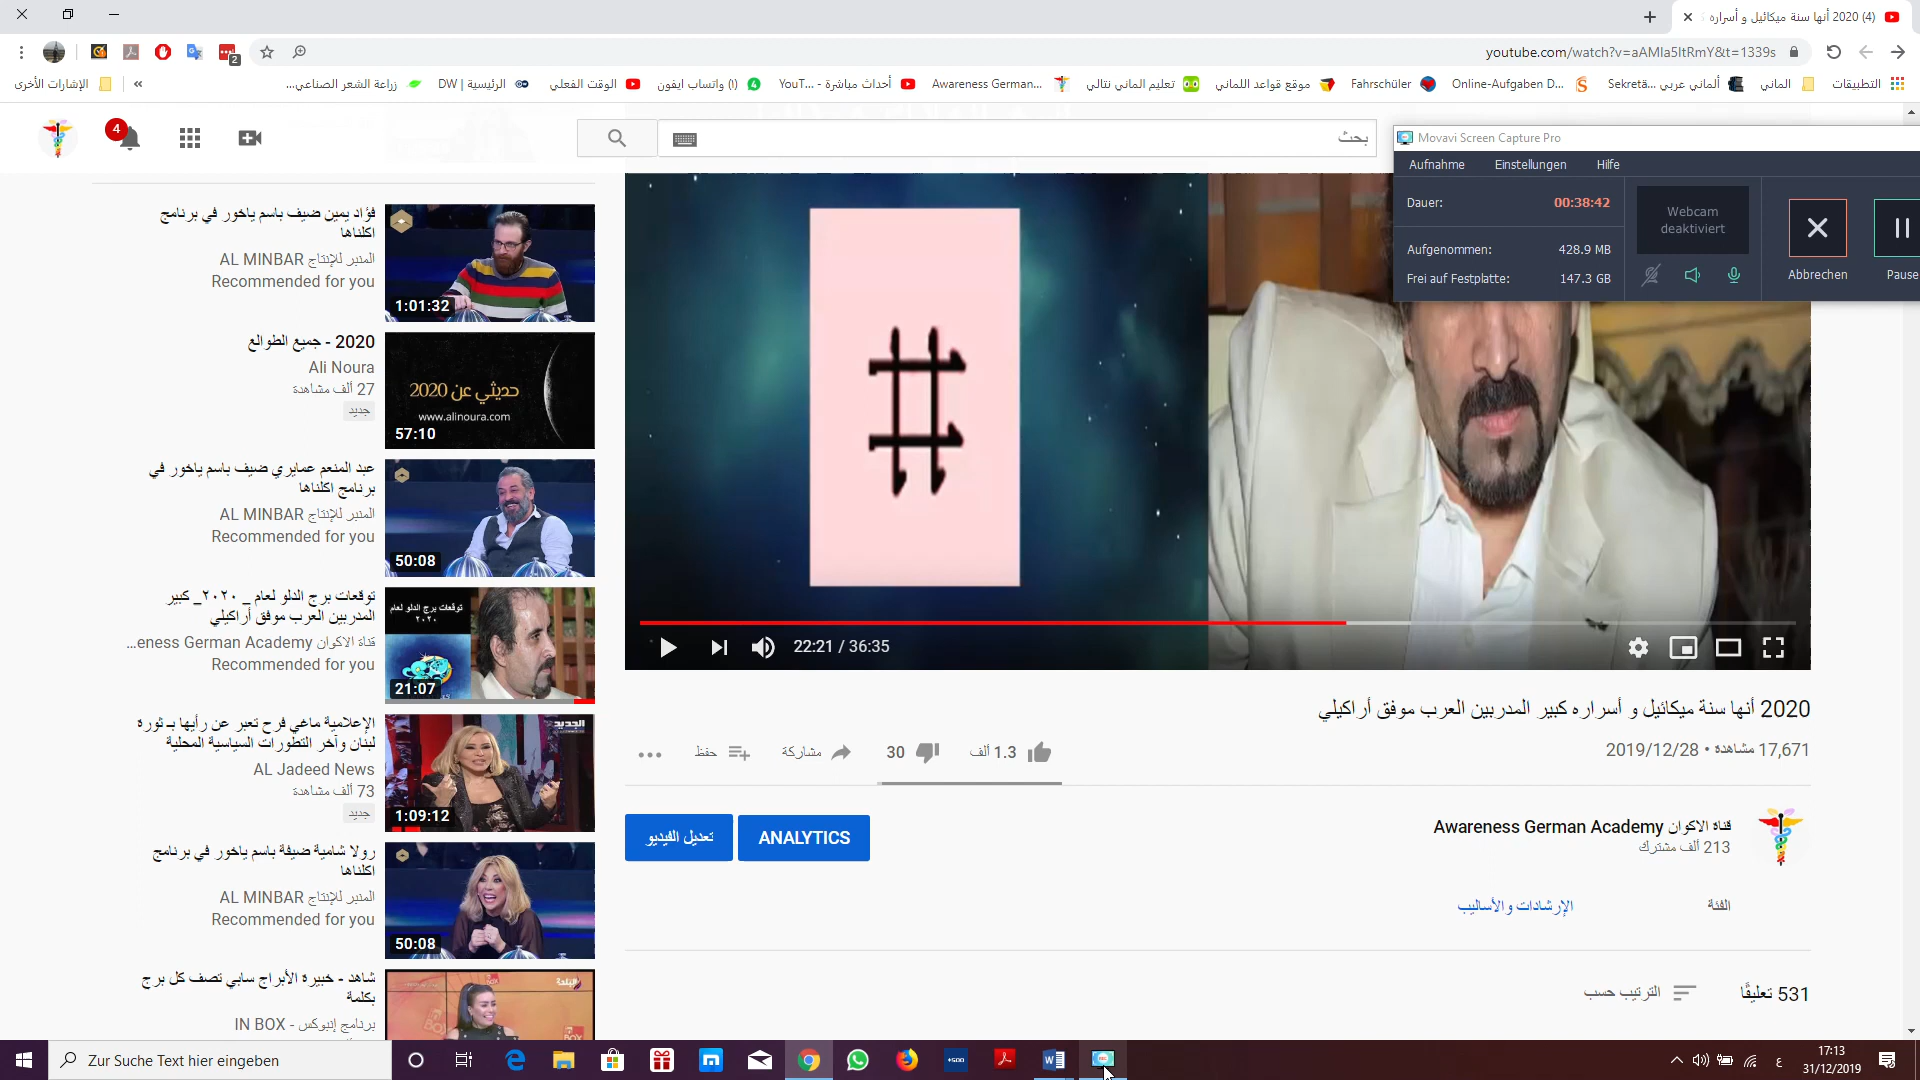 (4) 2020 أنها سنة ميكائيل و أسراره
youtube.com/watch?v=aAMla5ltRmY&t=1339s
2
التطبيقات
الماني
ألماني عربي ...Sekretä
Online-Aufgaben D...
Fahrschüler
موقع قواعد اللماني
تعليم الماني نتالي
Awareness German...
أحداث مباشرة - ...YouT
(١) واتساب ايفون
الوقت الفعلي
الرئيسية | DW
زراعة الشعر الصناعي...
«
الإشارات الأخرى
4
بحث
Movavi Screen Capture Pro
Aufnahme Einstellungen Hilfe
Dauer: 00:38:42
Aufgenommen: 428.9 MB
Frei auf Festplatte: 147.3 GB
Webcam
deaktiviert
Abbrechen
Pause
#
22:21 / 36:35
2020 أنها سنة ميكائيل و أسراره كبير المدربين العرب موفق أراكيلي
17,671 مشاهدة • 2019/12/28
1.3 ألف
30
مشاركة
حفظ
قناة الاكوان Awareness German Academy
213 ألف مشترك
ANALYTICS
تعديل الفيديو
الفئة
الإرشادات والأساليب
531 تعليقًا
الترتيب حسب
فؤاد يمين ضيف باسم ياخور في برنامج
اكلناها
المنبر للإنتاج AL MINBAR
Recommended for you
1:01:32
2020 - جميع الطوالع
Ali Noura
27 ألف مشاهدة
جديد
حديثي عن 2020
www.alinoura.com
57:10
عبد المنعم عمايري ضيف باسم ياخور في
برنامج اكلناها
المنبر للإنتاج AL MINBAR
Recommended for you
50:08
توقعات برج الدلو لعام _ ٢٠٢٠_ كبير
المدربين العرب موفق أراكيلي
قناة الاكوان eness German Academy...
Recommended for you
توقعات برج الدلو لعام
٢٠٢٠
21:07
الإعلامية ماغي فرح تعبر عن رأيها بـ ثورة
لبنان وآخر التطورات السياسية المحلية
AL Jadeed News
73 ألف مشاهدة
جديد
الجديد
1:09:12
رولا شامية ضيفة باسم ياخور في برنامج
اكلناها
المنبر للإنتاج AL MINBAR
Recommended for you
50:08
شاهد - خبيرة الأبراج سابي تصف كل برج
بكلمة
برنامج إنبوكس - IN BOX
Zur Suche Text hier eingeben
ع
17:13
31/12/2019